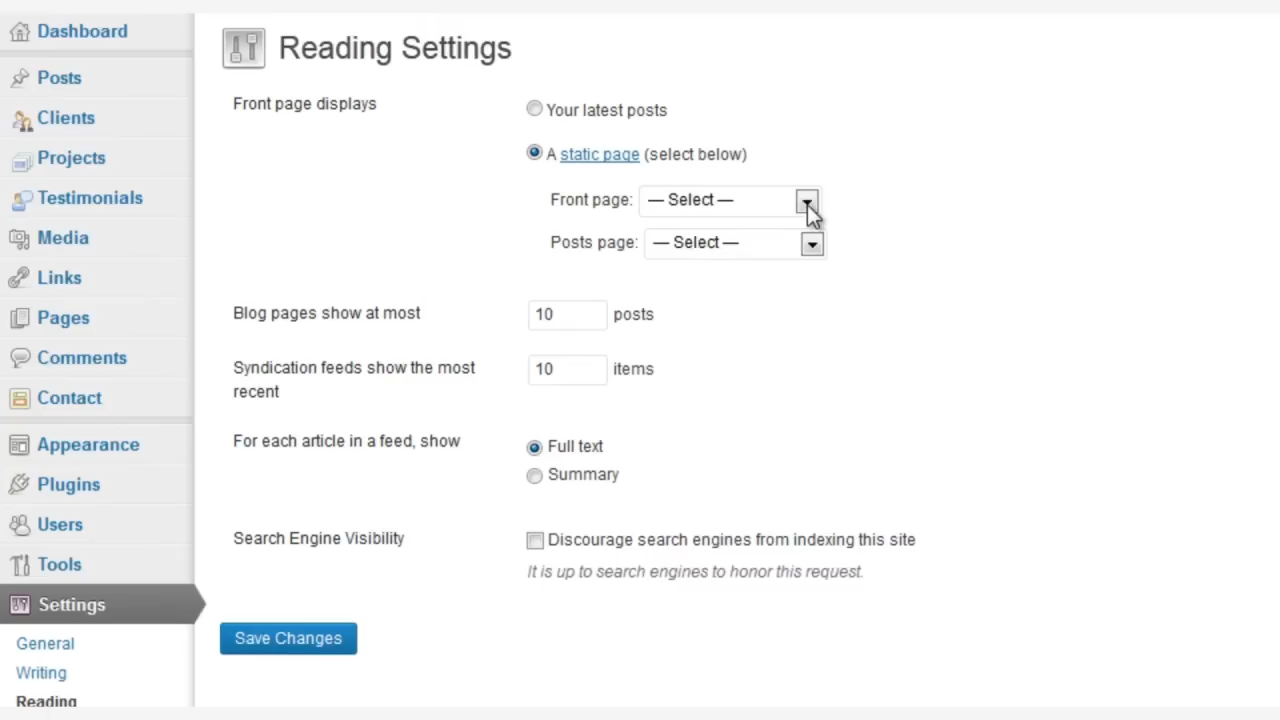 Dashboard
Posts
Clients
Projects
Testimonials
Media
Links
Pages
Comments
Contact
Appearance
Plugins
Users
Tools
Settings
General
Writing
Reading
Reading Settings
Front page displays
Your latest posts
A static page (select below)
Front page: — Select —
Posts page: — Select —
Blog pages show at most 10 posts
Syndication feeds show the most
recent
10 items
For each article in a feed, show
Full text
Summary
Search Engine Visibility
Discourage search engines from indexing this site
It is up to search engines to honor this request.
Save Changes